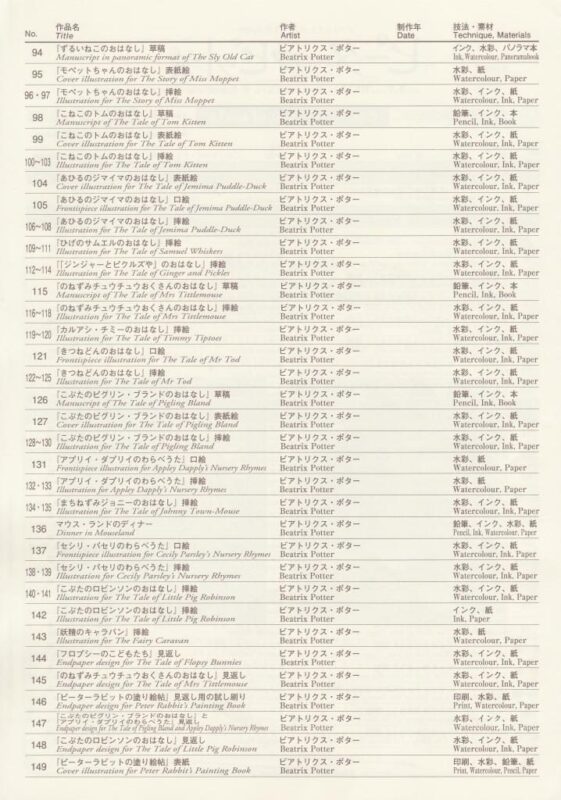 No. 作品名 作者 制作年 技法・素材
Title Artist Date Technique, Materials
94 『ずるいねこのおはなし』草稿 ビアトリクス・ポター インク、水彩、パノラマ本
Manuscript in panoramic format of The Sly Old Cat Beatrix Potter Ink, Watercolour, Panoramabook
95 『モペットちゃんのおはなし』表紙絵 ビアトリクス・ポター 水彩、紙
Cover illustration for The Story of Miss Moppet Beatrix Potter Watercolour, Paper
96・97 『モペットちゃんのおはなし』挿絵 ビアトリクス・ポター 水彩、インク、紙
Illustration for The Story of Miss Moppet Beatrix Potter Watercolour, Ink, Paper
98 『こねこのトムのおはなし』草稿 ビアトリクス・ポター 鉛筆、インク、本
Manuscript of The Tale of Tom Kitten Beatrix Potter Pencil, Ink, Book
99 『こねこのトムのおはなし』表紙絵 ビアトリクス・ポター 水彩、インク、紙
Cover illustration for The Tale of Tom Kitten Beatrix Potter Watercolour, Ink, Paper
100~103 『こねこのトムのおはなし』挿絵 ビアトリクス・ポター 水彩、インク、紙
Illustration for The Tale of Tom Kitten Beatrix Potter Watercolour, Ink, Paper
104 『あひるのジマイマのおはなし』表紙絵 ビアトリクス・ポター 水彩、インク、紙
Cover illustration for The Tale of Jemima Puddle-Duck Beatrix Potter Watercolour, Ink, Paper
105 『あひるのジマイマのおはなし』口絵 ビアトリクス・ポター 水彩、インク、紙
Frontispiece illustration for The Tale of Jemima Puddle-Duck Beatrix Potter Watercolour, Ink, Paper
106~108 『あひるのジマイマのおはなし』挿絵 ビアトリクス・ポター 水彩、インク、紙
Illustration for The Tale of Jemima Puddle-Duck Beatrix Potter Watercolour, Ink, Paper
109~111 『ひげのサムエルのおはなし』挿絵 ビアトリクス・ポター 水彩、インク、紙
Illustration for The Tale of Samuel Whiskers Beatrix Potter Watercolour, Ink, Paper
112~114 『「ジンジャーとピクルズや」のおはなし』挿絵 ビアトリクス・ポター 水彩、インク、紙
Illustration for The Tale of Ginger and Pickles Beatrix Potter Watercolour, Ink, Paper
115 『のねずみチュウチュウおくさんのおはなし』草稿 ビアトリクス・ポター 鉛筆、インク、本
Manuscript of The Tale of Mrs Tittlemouse Beatrix Potter Pencil, Ink, Book
116~118 『のねずみチュウチュウおくさんのおはなし』挿絵 ビアトリクス・ポター 水彩、インク、紙
Illustration for The Tale of Mrs Tittlemouse Beatrix Potter Watercolour, Ink, Paper
119~120 『カルアシ・チミーのおはなし』挿絵 ビアトリクス・ポター 水彩、インク、紙
Illustration for The Tale of Timmy Tiptoes Beatrix Potter Watercolour, Ink, Paper
121 『きつねどんのおはなし』口絵 ビアトリクス・ポター 水彩、インク、紙
Frontispiece illustration for The Tale of Mr Tod Beatrix Potter Watercolour, Ink, Paper
122~125 『きつねどんのおはなし』挿絵 ビアトリクス・ポター 水彩、インク、紙
Illustration for The Tale of Mr Tod Beatrix Potter Watercolour, Ink, Paper
126 『こぶたのピグリン・ブランドのおはなし』草稿 ビアトリクス・ポター 鉛筆、インク、本
Manuscript of The Tale of Pigling Bland Beatrix Potter Pencil, Ink, Book
127 『こぶたのピグリン・ブランドのおはなし』表紙絵 ビアトリクス・ポター 水彩、インク、紙
Cover illustration for The Tale of Pigling Bland Beatrix Potter Watercolour, Ink, Paper
128~130 『こぶたのピグリン・ブランドのおはなし』挿絵 ビアトリクス・ポター 水彩、インク、紙
Illustration for The Tale of Pigling Bland Beatrix Potter Watercolour, Ink, Paper
131 『アプリイ・ダプリイのわらべうた』口絵 ビアトリクス・ポター 水彩、紙
Frontispiece illustration for Appley Dapply's Nursery Rhymes Beatrix Potter Watercolour, Paper
132・133 『アプリイ・ダプリイのわらべうた』挿絵 ビアトリクス・ポター 水彩、紙
Illustration for Appley Dapply's Nursery Rhymes Beatrix Potter Watercolour, Paper
134・135 『まちねずみジョニーのおはなし』挿絵 ビアトリクス・ポター 水彩、インク、紙
Illustration for The Tale of Johnny Town-Mouse Beatrix Potter Watercolour, Ink, Paper
136 マウス・ランドのディナー ビアトリクス・ポター 鉛筆、インク、水彩、紙
Dinner in Mouseland Beatrix Potter Pencil, Ink, Watercolour, Paper
137 『セシリ・パセリのわらべうた』口絵 ビアトリクス・ポター 水彩、インク、紙
Frontispiece illustration for Cecily Parsley's Nursery Rhymes Beatrix Potter Watercolour, Ink, Paper
138・139 『セシリ・パセリのわらべうた』挿絵 ビアトリクス・ポター 水彩、インク、紙
Illustration for Cecily Parsley's Nursery Rhymes Beatrix Potter Watercolour, Ink, Paper
140・141 『こぶたのロビンソンのおはなし』挿絵 ビアトリクス・ポター 水彩、インク、紙
Illustration for The Tale of Little Pig Robinson Beatrix Potter Watercolour, Ink, Paper
142 『こぶたのロビンソンのおはなし』挿絵 ビアトリクス・ポター インク、紙
Illustration for The Tale of Little Pig Robinson Beatrix Potter Ink, Paper
143 『妖精のキャラバン』挿絵 ビアトリクス・ポター 水彩、紙
Illustration for The Fairy Caravan Beatrix Potter Watercolour, Paper
144 『フロプシーのこどもたち』見返し ビアトリクス・ポター 水彩、インク、紙
Endpaper design for The Tale of Flopsy Bunnies Beatrix Potter Watercolour, Ink, Paper
145 『のねずみチュウチュウおくさんのおはなし』見返し ビアトリクス・ポター 水彩、インク、紙
Endpaper design for The Tale of Mrs Tittlemouse Beatrix Potter Watercolour, Ink, Paper
146 『ピーターラビットの塗り絵帖』見返し用の試し刷り ビアトリクス・ポター 印刷、水彩、紙
Endpaper design for Peter Rabbit's Painting Book Beatrix Potter Print, Watercolour, Paper
147 『こぶたのピグリン・ブランドのおはなし』と ビアトリクス・ポター 水彩、インク、紙
『アプリイ・ダプリイのわらべうた』見返し
Endpaper design for The Tale of Pigling Bland and Appley Dapply's Nursery Rhymes Beatrix Potter Watercolour, Ink, Paper
148 『こぶたのロビンソンのおはなし』見返し ビアトリクス・ポター 水彩、インク、紙
Endpaper design for The Tale of Little Pig Robinson Beatrix Potter Watercolour, Ink, Paper
149 『ピーターラビットの塗り絵帖』表紙 ビアトリクス・ポター 印刷、水彩、鉛筆、紙
Cover illustration for Peter Rabbit's Painting Book Beatrix Potter Print, Watercolour, Pencil, Paper